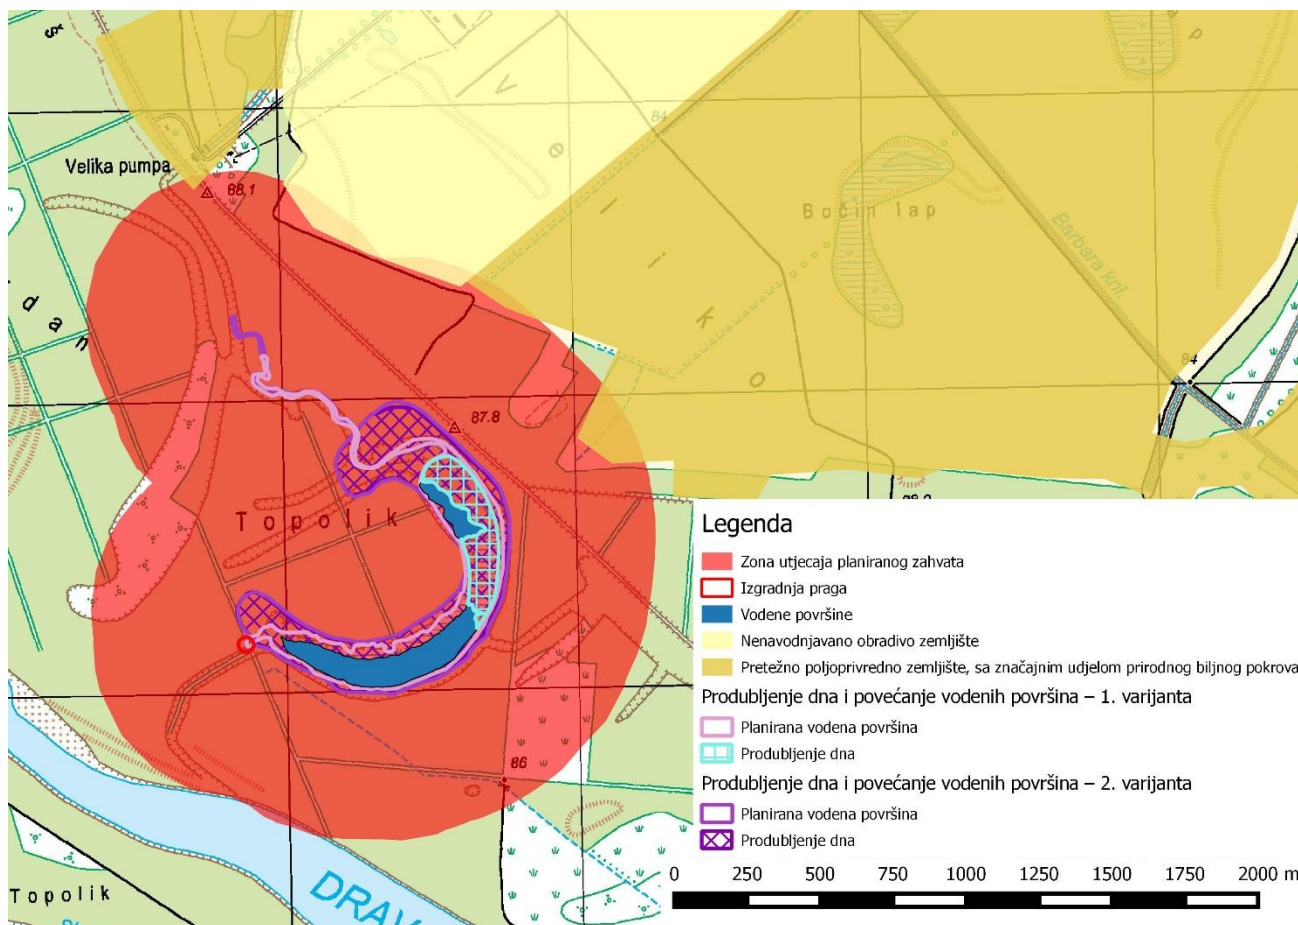 š
Velika pumpa
88.1
V e l i k o
84
Bočin lap
Barbara knl.
84
d a n
87.8
Topolik
86
Topolik
DRAV
Legenda
Zona utjecaja planiranog zahvata
Izgradnja praga
Vodene površine
Nenavodnjavano obradivo zemljište
Pretežno poljoprivredno zemljište, sa značajnim udjelom prirodnog biljnog pokrova
Produbljenje dna i povećanje vodenih površina – 1. varijanta
Planirana vodena površina
Produbljenje dna
Produbljenje dna i povećanje vodenih površina – 2. varijanta
Planirana vodena površina
Produbljenje dna
0 250 500 750 1000 1250 1500 1750 2000 m